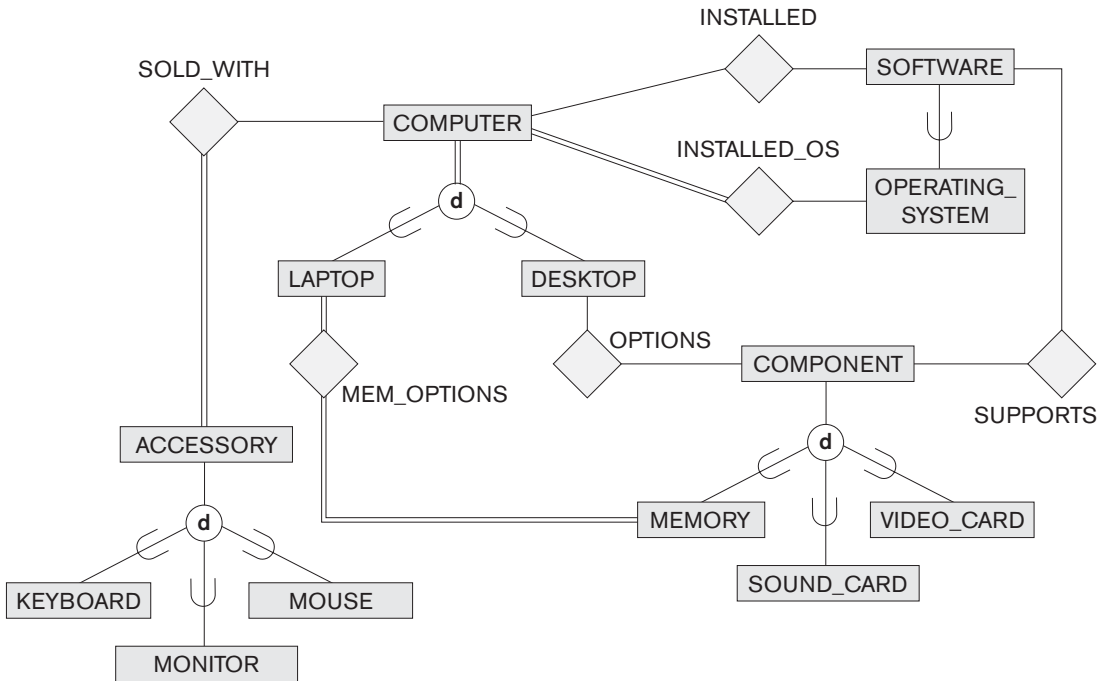 INSTALLED
SOLD_WITH
SOFTWARE
COMPUTER
INSTALLED_OS
OPERATING_
SYSTEM
d
LAPTOP
DESKTOP
OPTIONS
COMPONENT
MEM_OPTIONS
SUPPORTS
ACCESSORY
d
MEMORY
VIDEO_CARD
d
SOUND_CARD
KEYBOARD
MOUSE
MONITOR